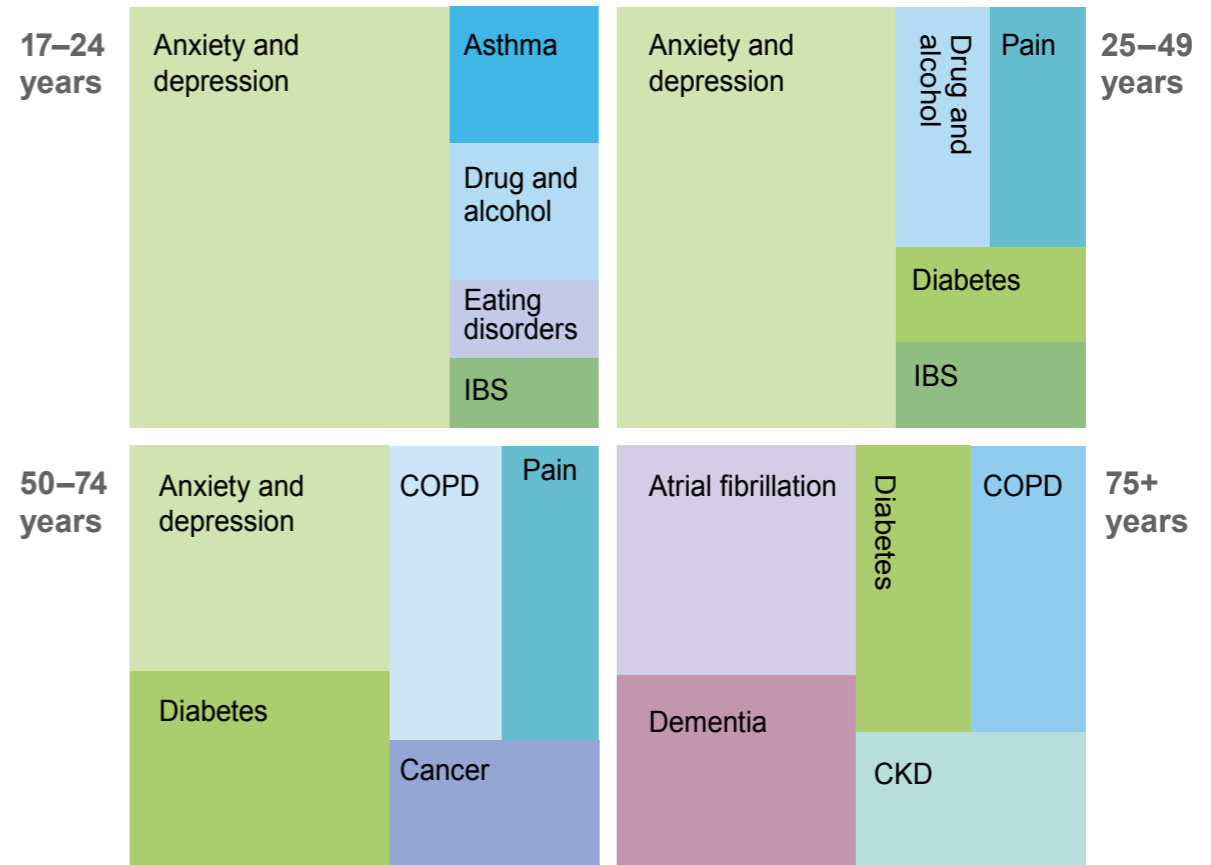 17–24
years
Anxiety and
depression
Asthma
Drug and
alcohol
Eating
disorders
IBS
Anxiety and
depression
Drug and
alcohol
Pain
Diabetes
IBS
25–49
years
50–74
years
Anxiety and
depression
COPD
Pain
Diabetes
Cancer
Atrial fibrillation
Diabetes
COPD
Dementia
CKD
75+
years